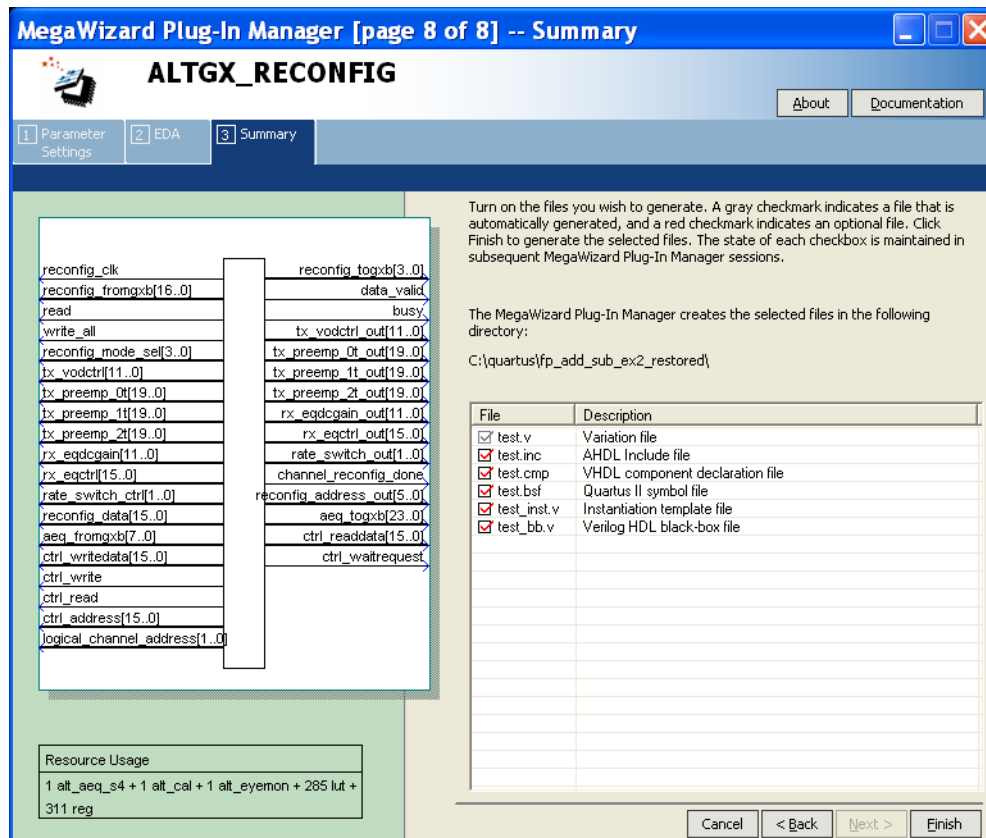 MegaWizard Plug-In Manager [page 8 of 8] -- Summary
ALTGX_RECONFIG
About
Documentation
1 Parameter Settings
2 EDA
3 Summary
reconfig_clk
reconfig_fromgxb[16..0]
read
write_all
reconfig_mode_sel[3..0]
tx_vodctrl[11..0]
tx_preemp_0t[19..0]
tx_preemp_1t[19..0]
tx_preemp_2t[19..0]
rx_eqdcgain[11..0]
rx_eqctrl[15..0]
rate_switch_ctrl[1..0]
reconfig_data[15..0]
aeq_fromgxb[7..0]
ctrl_writedata[15..0]
ctrl_write
ctrl_read
ctrl_address[15..0]
logical_channel_address[1..0]
reconfig_togxb[3..0]
data_valid
busy
tx_vodctrl_out[11..0]
tx_preemp_0t_out[19..0]
tx_preemp_1t_out[19..0]
tx_preemp_2t_out[19..0]
rx_eqdcgain_out[11..0]
rx_eqctrl_out[15..0]
rate_switch_out[1..0]
channel_reconfig_done
reconfig_address_out[5..0]
aeq_togxb[23..0]
ctrl_readdata[15..0]
ctrl_waitrequest
Resource Usage
1 alt_aeq_s4 + 1 alt_cal + 1 alt_eyemon + 285 lut +
311 reg
Turn on the files you wish to generate. A gray checkmark indicates a file that is
automatically generated, and a red checkmark indicates an optional file. Click
Finish to generate the selected files. The state of each checkbox is maintained in
subsequent MegaWizard Plug-In Manager sessions.
The MegaWizard Plug-In Manager creates the selected files in the following
directory:
C:\quartus\fp_add_sub_ex2_restored\
File Description
test.v Variation file
test.inc AHDL Include file
test.cmp VHDL component declaration file
test.bsf Quartus II symbol file
test_inst.v Instantiation template file
test_bb.v Verilog HDL black-box file
Cancel
< Back
Next >
Finish